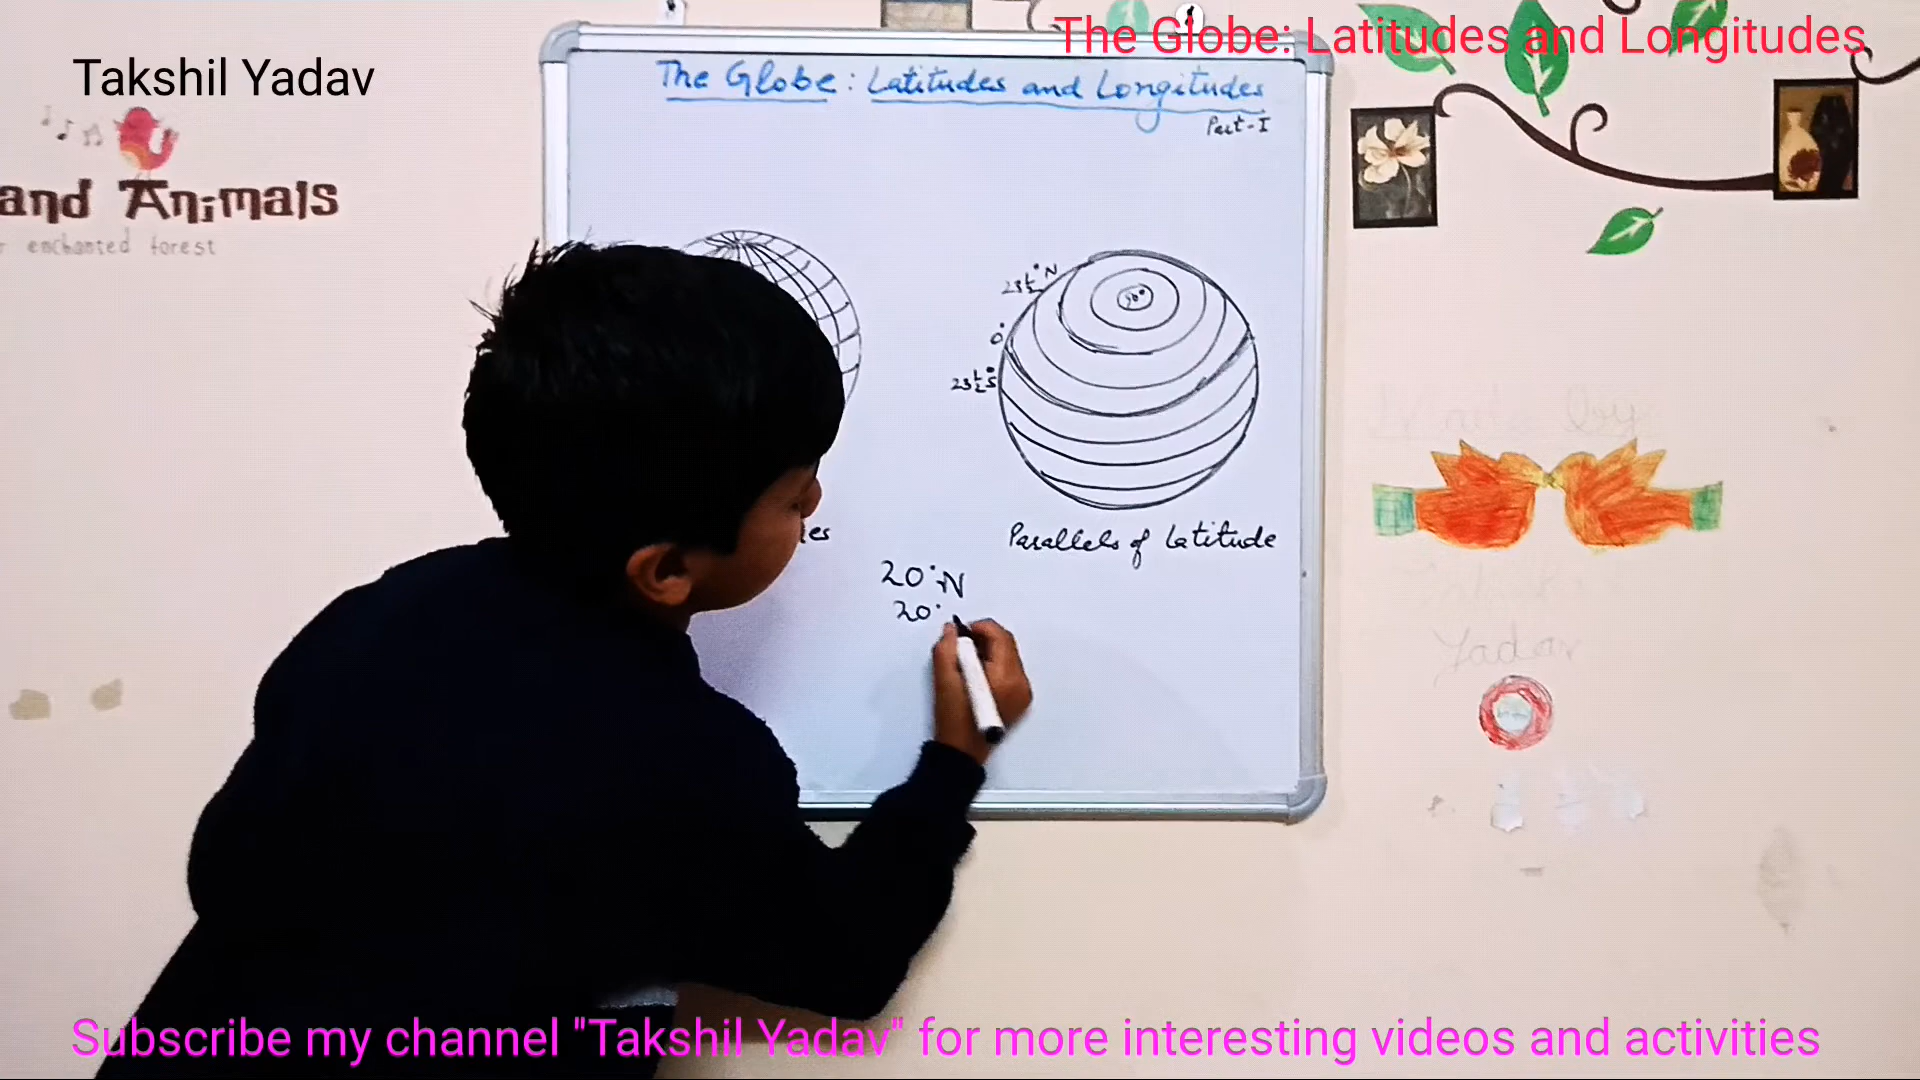 The Globe: Latitudes and Longitudes
Takshil Yadav
The Globe: Latitudes and Longitudes
Part-I
and Animals
enchanted forest
23½°N
90°
0°
23½°S
Parallels of Latitude
20°N
20°
Yadav
Subscribe my channel "Takshil Yadav" for more interesting videos and activities